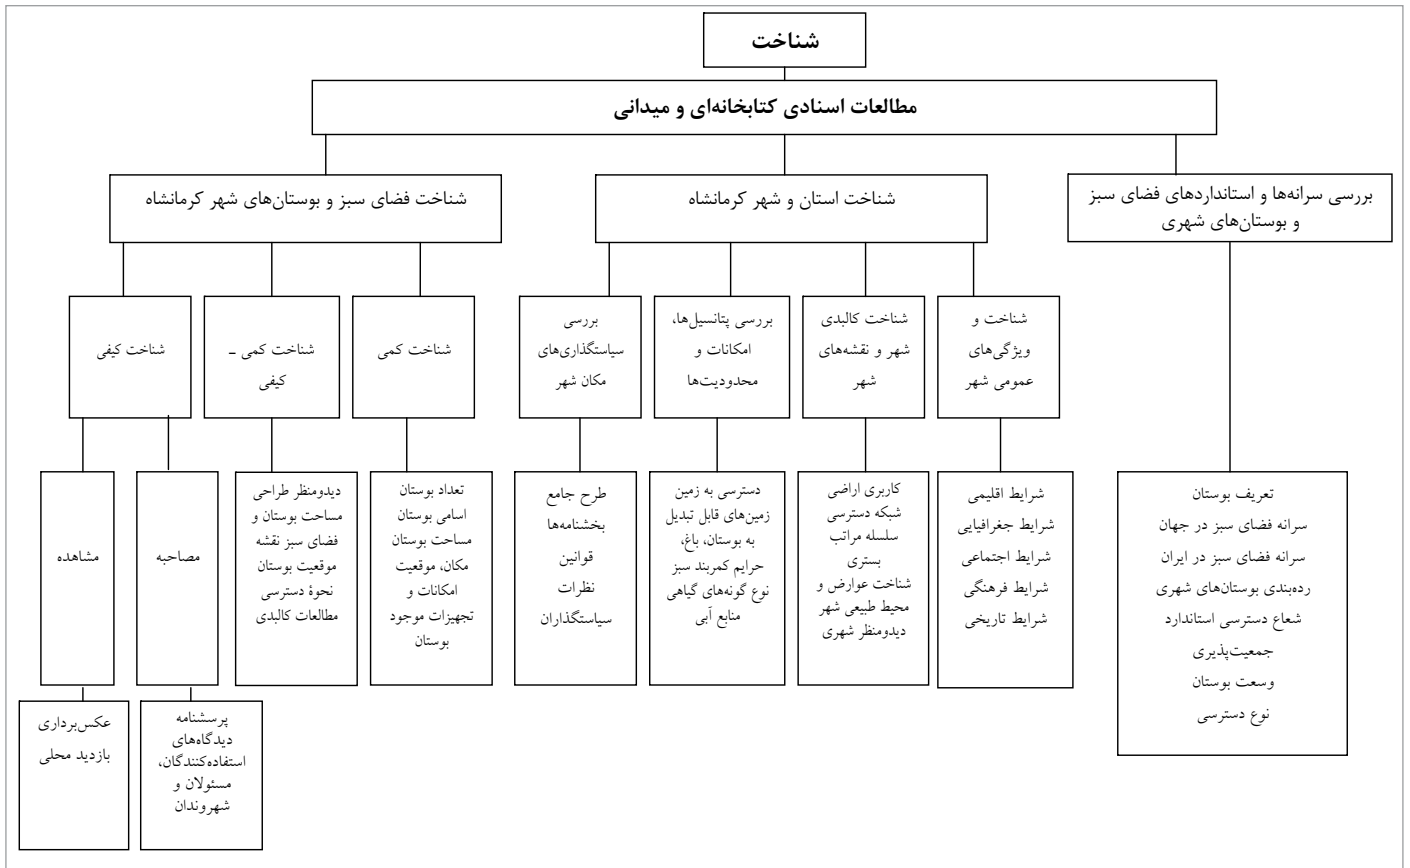 شناخت
مطالعات اسنادی کتابخانه‌ای و میدانی
بررسی سرانه‌ها و استانداردهای فضای سبز
و بوستان‌های شهری
شناخت استان و شهر کرمانشاه
شناخت فضای سبز و بوستان‌های شهر کرمانشاه
شناخت و
ویژگی‌های
عمومی شهر
شناخت کالبدی
شهر و نقشه‌های
شهر
بررسی پتانسیل‌ها،
امکانات و
محدودیت‌ها
بررسی
سیاستگذاری‌های
مکان شهر
شناخت کمی
شناخت کمی ـ
کیفی
شناخت کیفی
تعریف بوستان
سرانه فضای سبز در جهان
سرانه فضای سبز در ایران
رده‌بندی بوستان‌های شهری
شعاع دسترسی استاندارد
جمعیت‌پذیری
وسعت بوستان
نوع دسترسی
شرایط اقلیمی
شرایط جغرافیایی
شرایط اجتماعی
شرایط فرهنگی
شرایط تاریخی
کاربری اراضی
شبکه دسترسی
سلسله مراتب
بستری
شناخت عوارض و
محیط طبیعی شهر
دیدومنظر شهری
دسترسی به زمین
زمین‌های قابل تبدیل
به بوستان، باغ،
حرایم کمربند سبز
نوع گونه‌های گیاهی
منابع آبی
طرح جامع
بخشنامه‌ها
قوانین
نظرات
سیاستگذاران
تعداد بوستان
اسامی بوستان
مساحت بوستان
مکان، موقعیت
امکانات و
تجهیزات موجود
بوستان
دیدومنظر طراحی
مساحت بوستان و
فضای سبز نقشه
موقعیت بوستان
نحوۀ دسترسی
مطالعات کالبدی
مصاحبه
مشاهده
پرسشنامه
دیدگاه‌های
استفاده‌کنندگان،
مسئولان و
شهروندان
عکس‌برداری
بازدید محلی